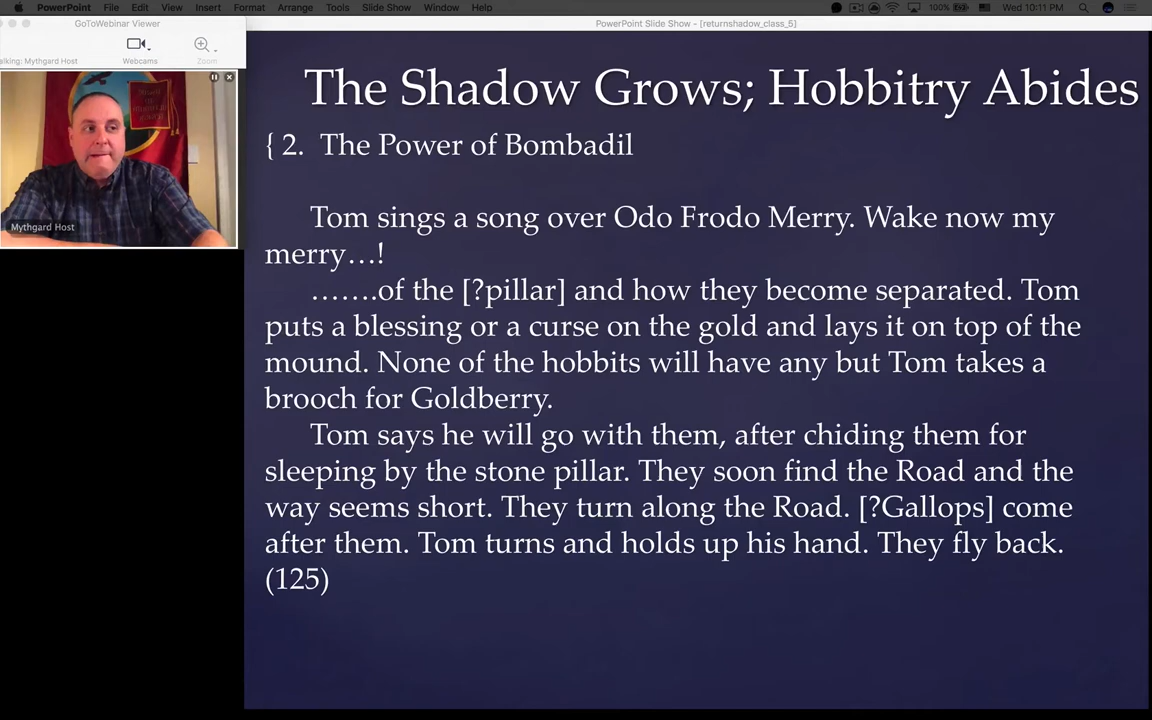 PowerPoint File Edit View Insert Format Arrange Tools Slide Show Window Help 100% Wed 10:11 PM
GoToWebinar Viewer
PowerPoint Slide Show - [returnshadow_class_5]
alking: Mythgard Host
Webcams
Zoom
Mythgard Host
The Shadow Grows; Hobbitry Abides
{ 2. The Power of Bombadil
Tom sings a song over Odo Frodo Merry. Wake now my
merry…!
…….of the [?pillar] and how they become separated. Tom
puts a blessing or a curse on the gold and lays it on top of the
mound. None of the hobbits will have any but Tom takes a
brooch for Goldberry.
Tom says he will go with them, after chiding them for
sleeping by the stone pillar. They soon find the Road and the
way seems short. They turn along the Road. [?Gallops] come
after them. Tom turns and holds up his hand. They fly back.
(125)